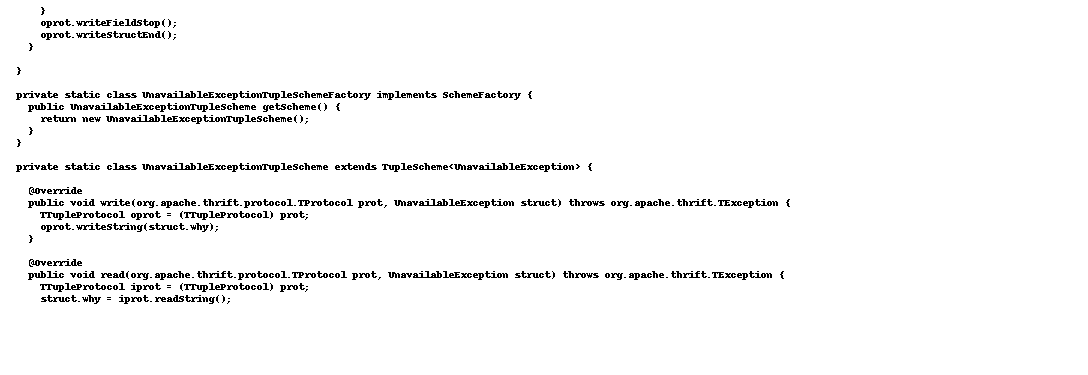 }
    oprot.writeFieldStop();
    oprot.writeStructEnd();
  }

}

private static class UnavailableExceptionTupleSchemeFactory implements SchemeFactory {
  public UnavailableExceptionTupleScheme getScheme() {
    return new UnavailableExceptionTupleScheme();
  }
}

private static class UnavailableExceptionTupleScheme extends TupleScheme<UnavailableException> {

  @Override
  public void write(org.apache.thrift.protocol.TProtocol prot, UnavailableException struct) throws org.apache.thrift.TException {
    TTupleProtocol oprot = (TTupleProtocol) prot;
    oprot.writeString(struct.why);
  }

  @Override
  public void read(org.apache.thrift.protocol.TProtocol prot, UnavailableException struct) throws org.apache.thrift.TException {
    TTupleProtocol iprot = (TTupleProtocol) prot;
    struct.why = iprot.readString();